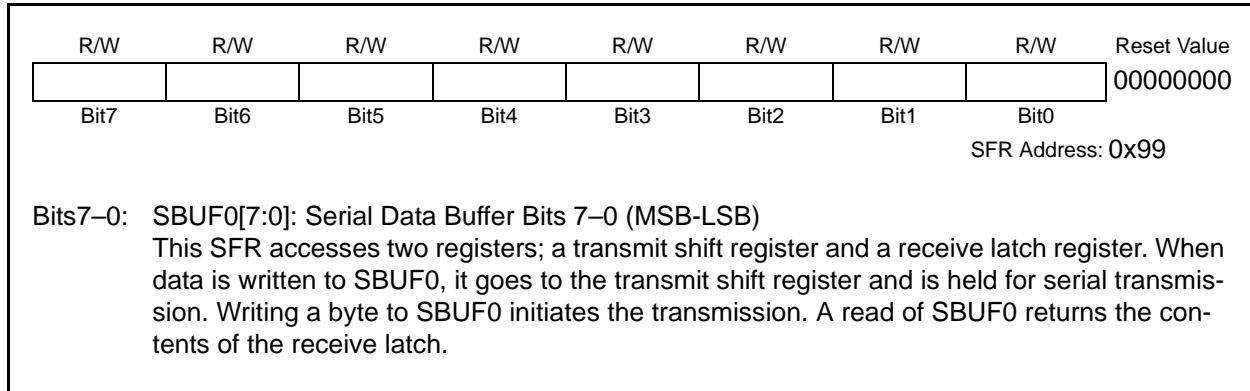 R/W R/W R/W R/W R/W R/W R/W R/W Reset Value
00000000
Bit7 Bit6 Bit5 Bit4 Bit3 Bit2 Bit1 Bit0
SFR Address: 0x99
Bits7–0: SBUF0[7:0]: Serial Data Buffer Bits 7–0 (MSB-LSB)
This SFR accesses two registers; a transmit shift register and a receive latch register. When
data is written to SBUF0, it goes to the transmit shift register and is held for serial transmis-
sion. Writing a byte to SBUF0 initiates the transmission. A read of SBUF0 returns the con-
tents of the receive latch.